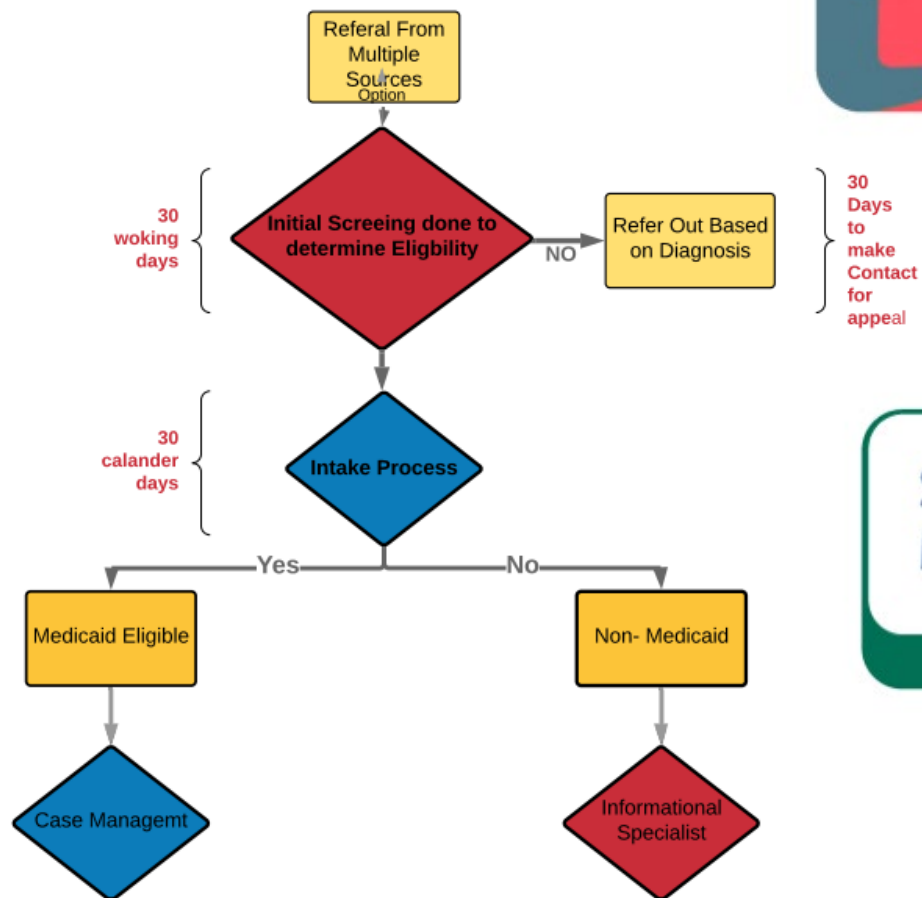 Referal From
Multiple
Sources
Option
Initial Screeing done to
determine Eligbility
30
woking
days
NO
Refer Out Based
on Diagnosis
30
Days
to
make
Contact
for
appeal
30
calander
days
Intake Process
Yes
No
Medicaid Eligible
Non- Medicaid
Case Managemt
Informational
Specialist